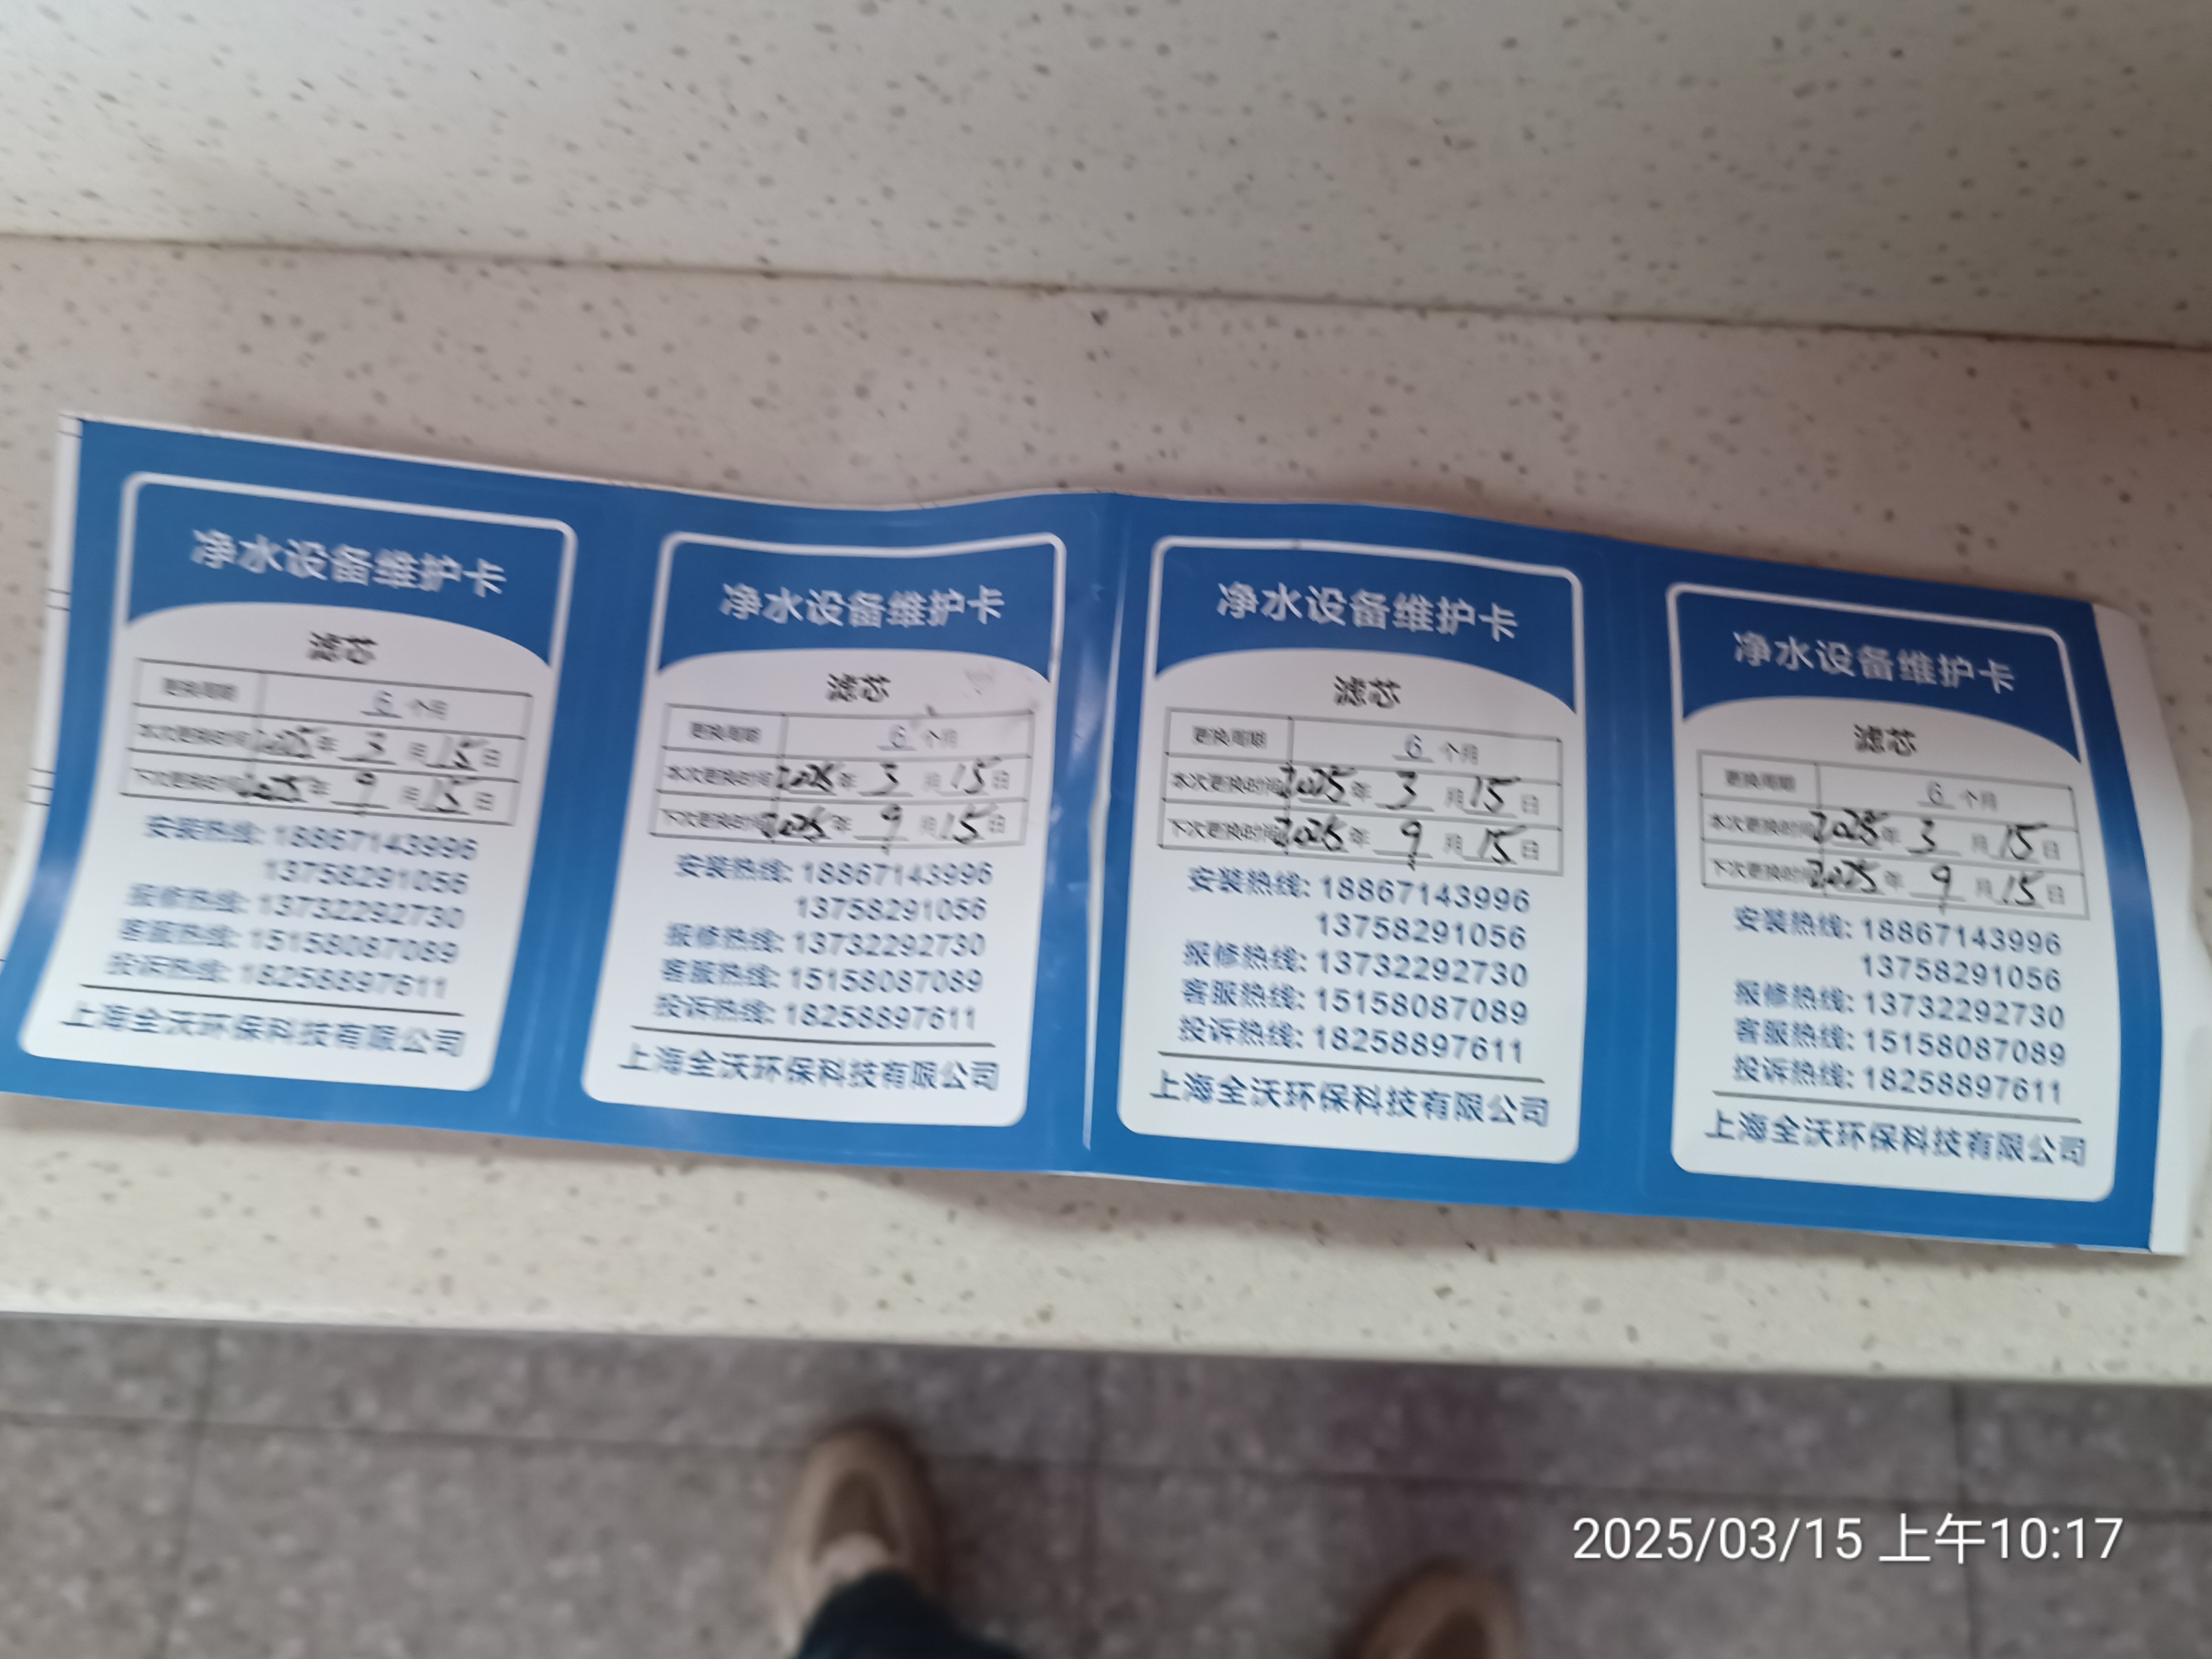 净水设备维护卡
滤芯
更换周期 6 个月
本次更换时间 2025 年 3 月 15 日
下次更换时间 2025 年 9 月 15 日
安装热线: 18867143996
13758291056
报修热线: 13732292730
客服热线: 15158087089
投诉热线: 18258897611
上海全沃环保科技有限公司
净水设备维护卡
滤芯
更换周期 6 个月
本次更换时间 2025 年 3 月 15 日
下次更换时间 2025 年 9 月 15 日
安装热线: 18867143996
13758291056
报修热线: 13732292730
客服热线: 15158087089
投诉热线: 18258897611
上海全沃环保科技有限公司
净水设备维护卡
滤芯
更换周期 6 个月
本次更换时间 2025 年 3 月 15 日
下次更换时间 2025 年 9 月 15 日
安装热线: 18867143996
13758291056
报修热线: 13732292730
客服热线: 15158087089
投诉热线: 18258897611
上海全沃环保科技有限公司
净水设备维护卡
滤芯
更换周期 6 个月
本次更换时间 2025 年 3 月 15 日
下次更换时间 2025 年 9 月 15 日
安装热线: 18867143996
13758291056
报修热线: 13732292730
客服热线: 15158087089
投诉热线: 18258897611
上海全沃环保科技有限公司
2025/03/15 上午10:17